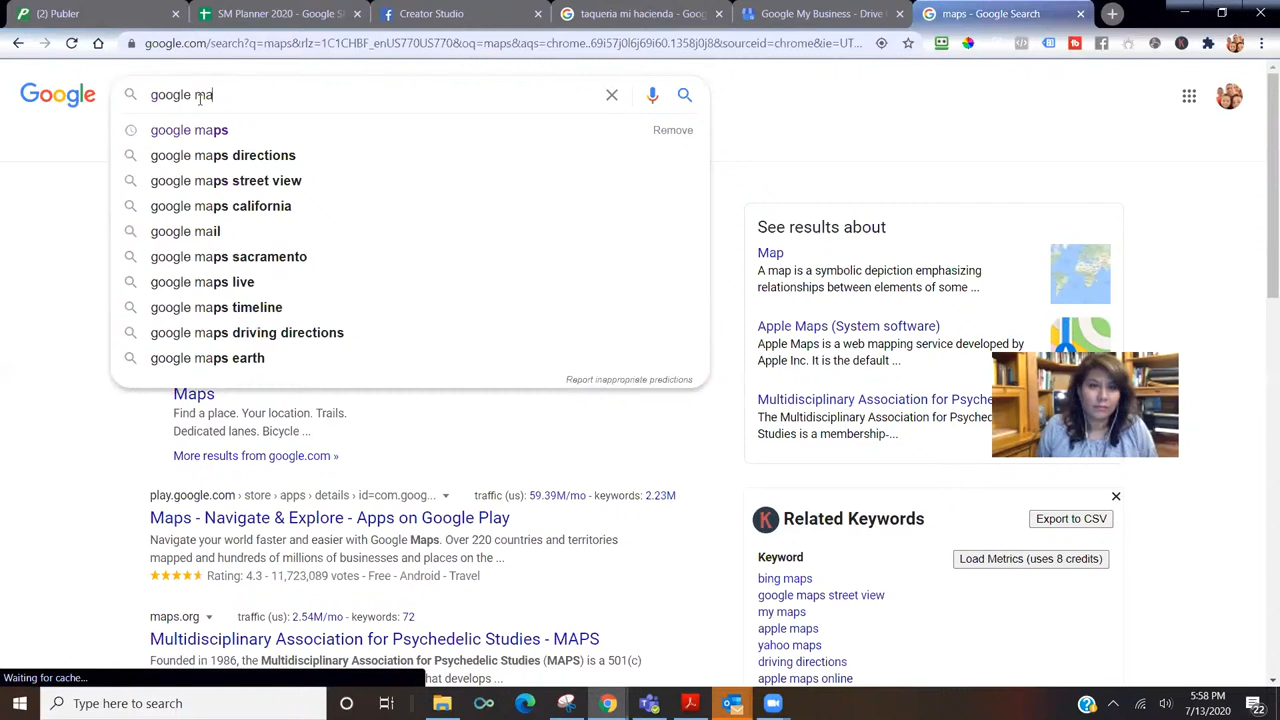 (2) Publer
SM Planner 2020 - SM Posting S
Creator Studio
taqueria mi hacienda - Goog
Google My Business - Drive C
maps - Google Search
google.com/search?q=maps&rlz=1C1CHBF_enUS770US770&oq=maps&aqs=chrome..69i57j0l6j69i60.1358j0j8&sourceid=chrome&ie=UT...
Google
google ma
google maps
Remove
google maps directions
google maps street view
google maps california
google mail
google maps sacramento
google maps live
google maps timeline
google maps driving directions
google maps earth
Report inappropriate predictions
Maps
Find a place. Your location. Trails.
Dedicated lanes. Bicycle ...
More results from google.com »
play.google.com › store › apps › details › id=com.goog... traffic (us): 59.39M/mo - keywords: 2.23M
Maps - Navigate & Explore - Apps on Google Play
Navigate your world faster and easier with Google Maps. Over 220 countries and territories
mapped and hundreds of millions of businesses and places on the ...
Rating: 4.3 - 11,723,089 votes - Free - Android - Travel
maps.org traffic (us): 2.54M/mo - keywords: 72
Multidisciplinary Association for Psychedelic Studies - MAPS
Founded in 1986, the Multidisciplinary Association for Psychedelic Studies (MAPS) is a 501(c)
that develops ...
See results about
Map
A map is a symbolic depiction emphasizing
relationships between elements of some ...
Apple Maps (System software)
Apple Maps is a web mapping service developed by
Apple Inc. It is the default ...
Multidisciplinary Association for Psyche
The Multidisciplinary Association for Psyched
Studies is a membership-...
K Related Keywords
Export to CSV
Keyword
Load Metrics (uses 8 credits)
bing maps
google maps street view
my maps
apple maps
yahoo maps
driving directions
apple maps online
Waiting for cache...
Type here to search
5:58 PM
7/13/2020
22